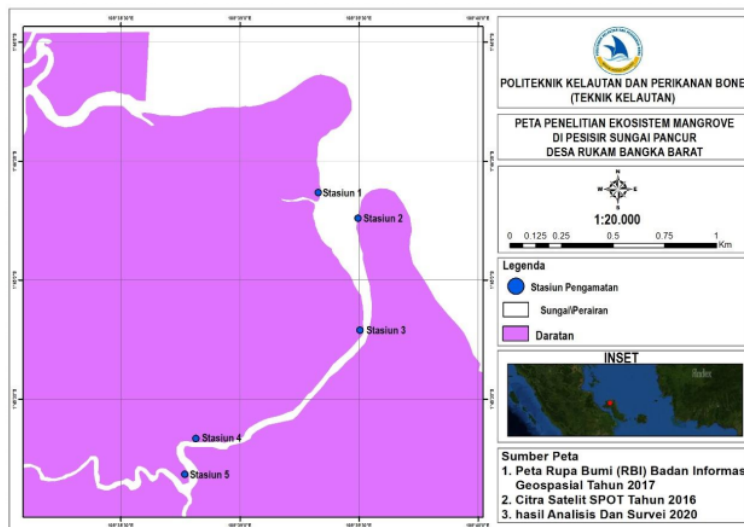 Stasiun 1
Stasiun 2
Stasiun 3
Stasiun 4
Stasiun 5
POLITEKNIK KELAUTAN DAN PERIKANAN BONE
(TEKNIK KELAUTAN)
PETA PENELITIAN EKOSISTEM MANGROVE
DI PESISIR SUNGAI PANCUR
DESA RUKAM BANGKA BARAT
N
W E
S
1:20.000
0 0.125 0.25 0.5 0.75 1
Km
Legenda
Stasiun Pengamatan
Sungai\Perairan
Daratan
INSET
Sumber Peta
1. Peta Rupa Bumi (RBI) Badan Informas
Geospasial Tahun 2017
2. Citra Satelit SPOT Tahun 2016
3. hasil Analisis Dan Survei 2020